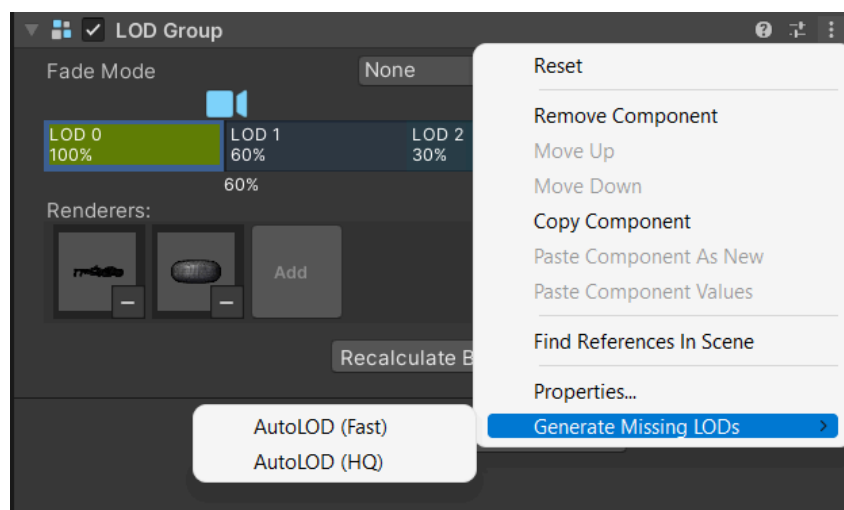 LOD Group
Fade Mode
None
LOD 0
100%
LOD 1
60%
LOD 2
30%
60%
Renderers:
Add
Recalculate B
Reset
Remove Component
Move Up
Move Down
Copy Component
Paste Component As New
Paste Component Values
Find References In Scene
Properties...
Generate Missing LODs
AutoLOD (Fast)
AutoLOD (HQ)